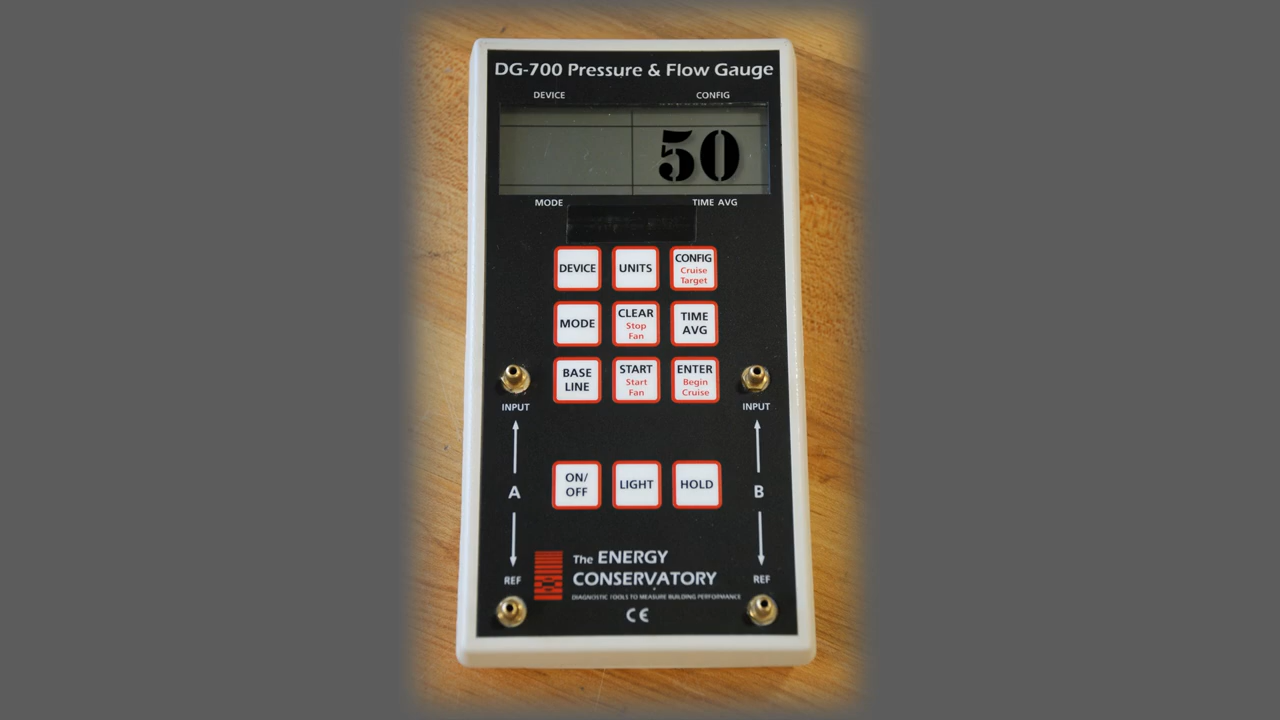 DG-700 Pressure & Flow Gauge
DEVICE CONFIG
50
MODE TIME AVG
DEVICE UNITS CONFIG
Cruise
Target
MODE CLEAR
Stop
Fan
TIME
AVG
BASE
LINE
START
Start
Fan
ENTER
Begin
Cruise
INPUT INPUT
ON/
OFF
LIGHT HOLD
A B
The ENERGY
CONSERVATORY
DIAGNOSTIC TOOLS TO MEASURE BUILDING PERFORMANCE
REF REF
CE